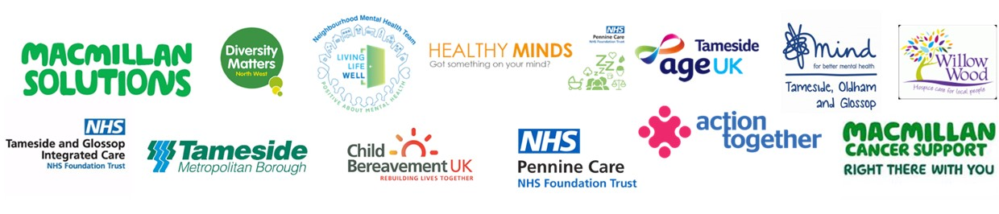 MACMILLAN
SOLUTIONS
Diversity
Matters
North West
Neighbourhood Mental Health Team
LIVING
LIFE
WELL
POSITIVE ABOUT MENTAL HEALTH
HEALTHY MINDS
Got something on your mind?
NHS
Pennine Care
NHS Foundation Trust
Tameside
age UK
mind
for better mental health
Tameside, Oldham
and Glossop
Willow
Wood
Hospice care for local people
NHS
Tameside and Glossop
Integrated Care
NHS Foundation Trust
Tameside
Metropolitan Borough
Child
Bereavement UK
REBUILDING LIVES TOGETHER
NHS
Pennine Care
NHS Foundation Trust
action
together
MACMILLAN
CANCER SUPPORT
RIGHT THERE WITH YOU